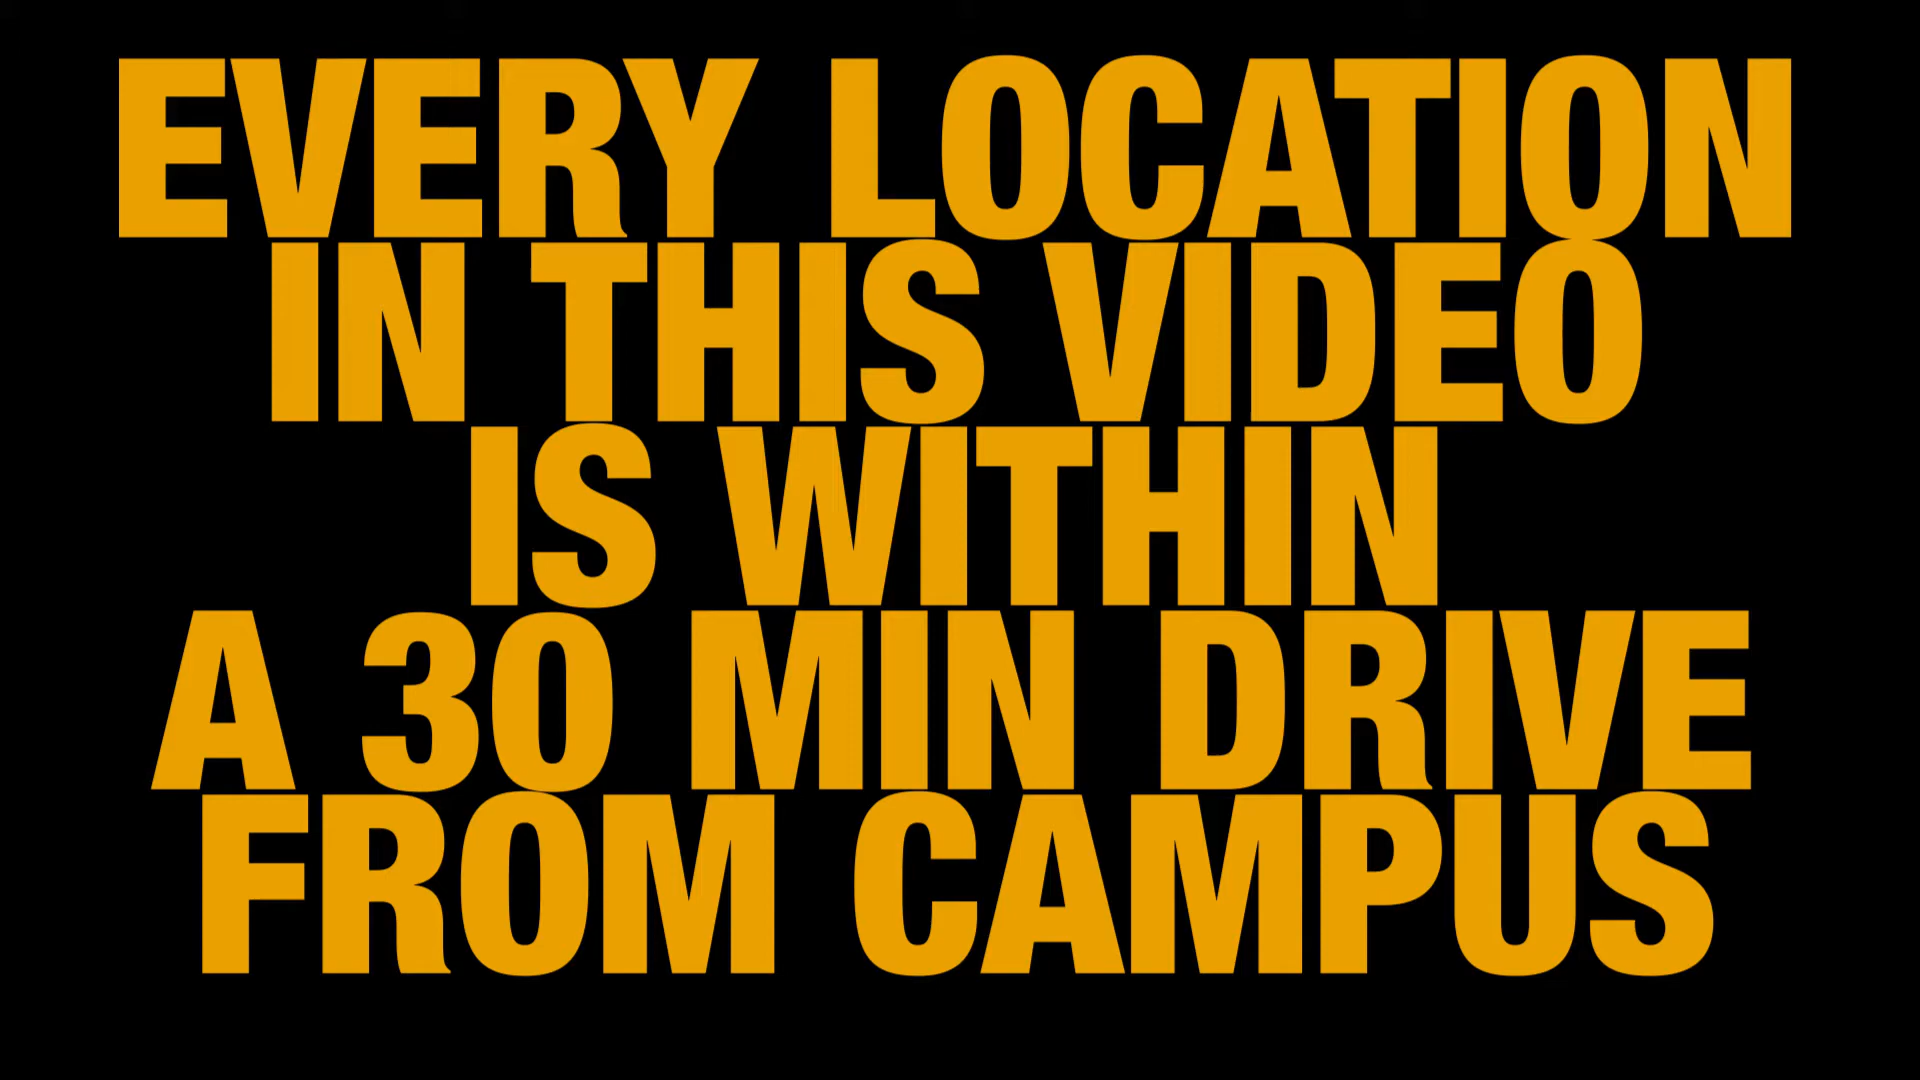 EVERY LOCATION
IN THIS VIDEO
IS WITHIN
A 30 MIN DRIVE
FROM CAMPUS